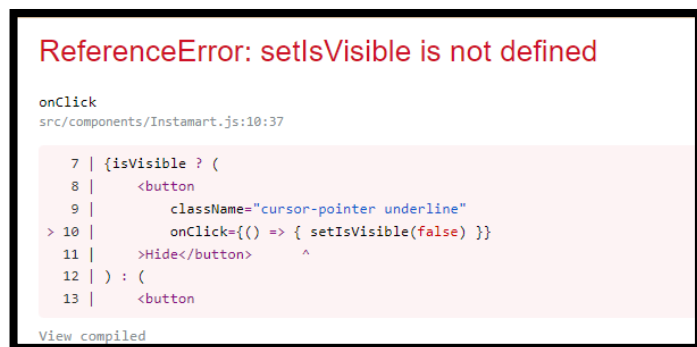 ReferenceError: setIsVisible is not defined
onClick
src/components/Instamart.js:10:37
7 | {isVisible ? (
8 |     <button
9 |         className="cursor-pointer underline"
> 10 |         onClick={() => { setIsVisible(false) }}
11 |     >Hide</button>       ^
12 | ) : (
13 |     <button
View compiled